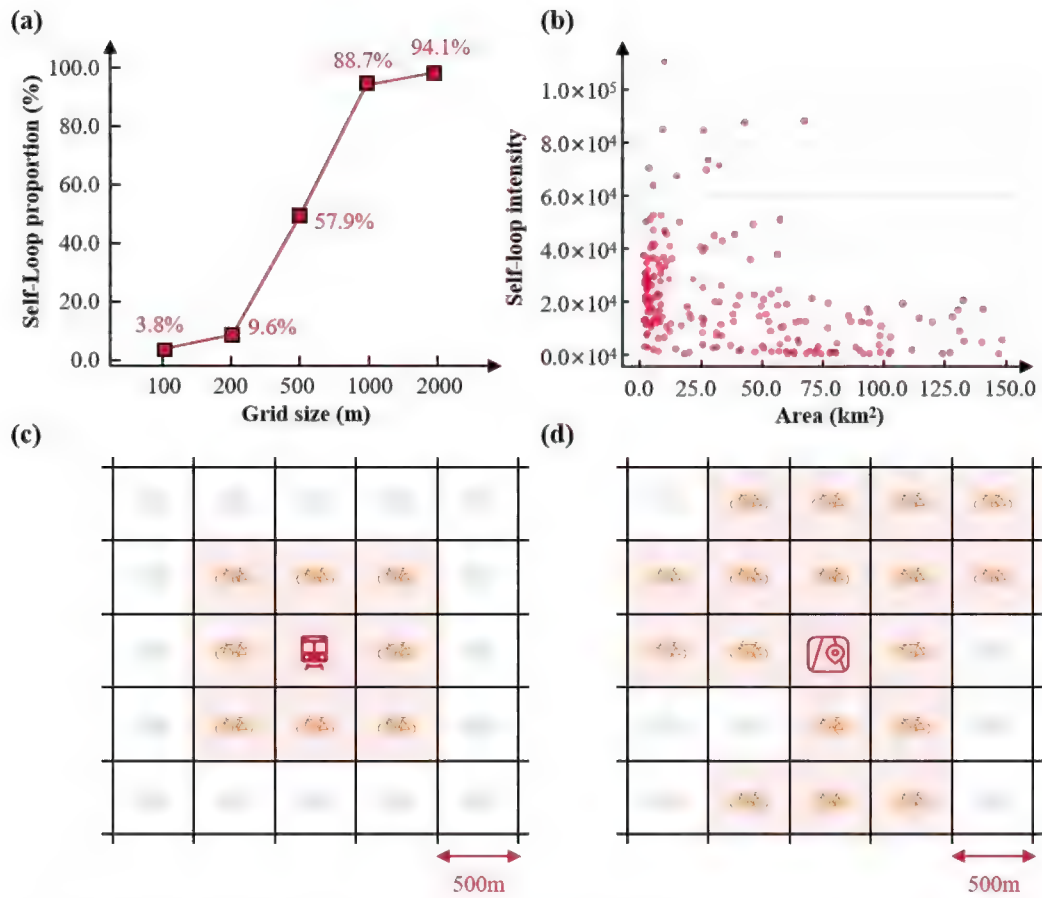 (a)
Self-Loop proportion (%)
100.0
80.0
60.0
40.0
20.0
0.0
3.8%
9.6%
57.9%
88.7%
94.1%
100 200 500 1000 2000
Grid size (m)
(b)
Self-loop intensity
1.0×10⁵
8.0×10⁴
6.0×10⁴
4.0×10⁴
2.0×10⁴
0.0×10⁴
0.0 25.0 50.0 75.0 100.0 125.0 150.0
Area (km²)
(c)
500m
(d)
500m